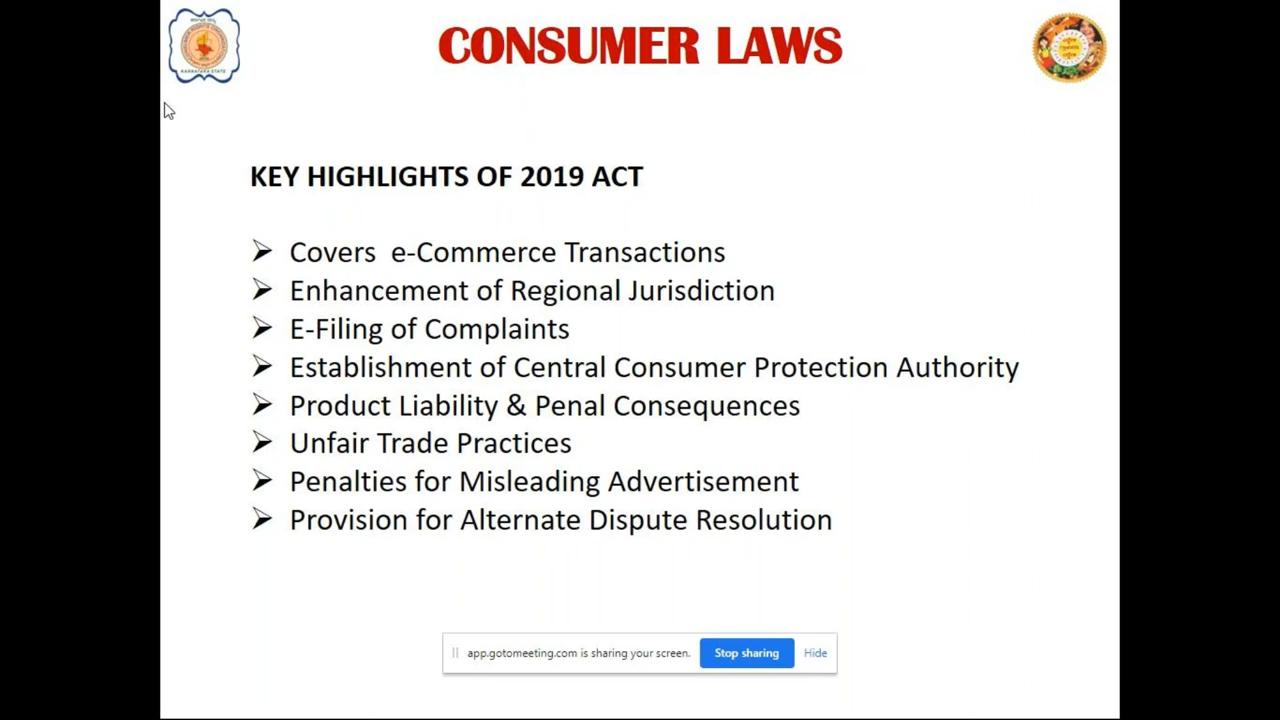 CONSUMER LAWS
KARNATAKA STATE
KEY HIGHLIGHTS OF 2019 ACT
Covers e-Commerce Transactions
Enhancement of Regional Jurisdiction
E-Filing of Complaints
Establishment of Central Consumer Protection Authority
Product Liability & Penal Consequences
Unfair Trade Practices
Penalties for Misleading Advertisement
Provision for Alternate Dispute Resolution
app.gotomeeting.com is sharing your screen.
Stop sharing
Hide